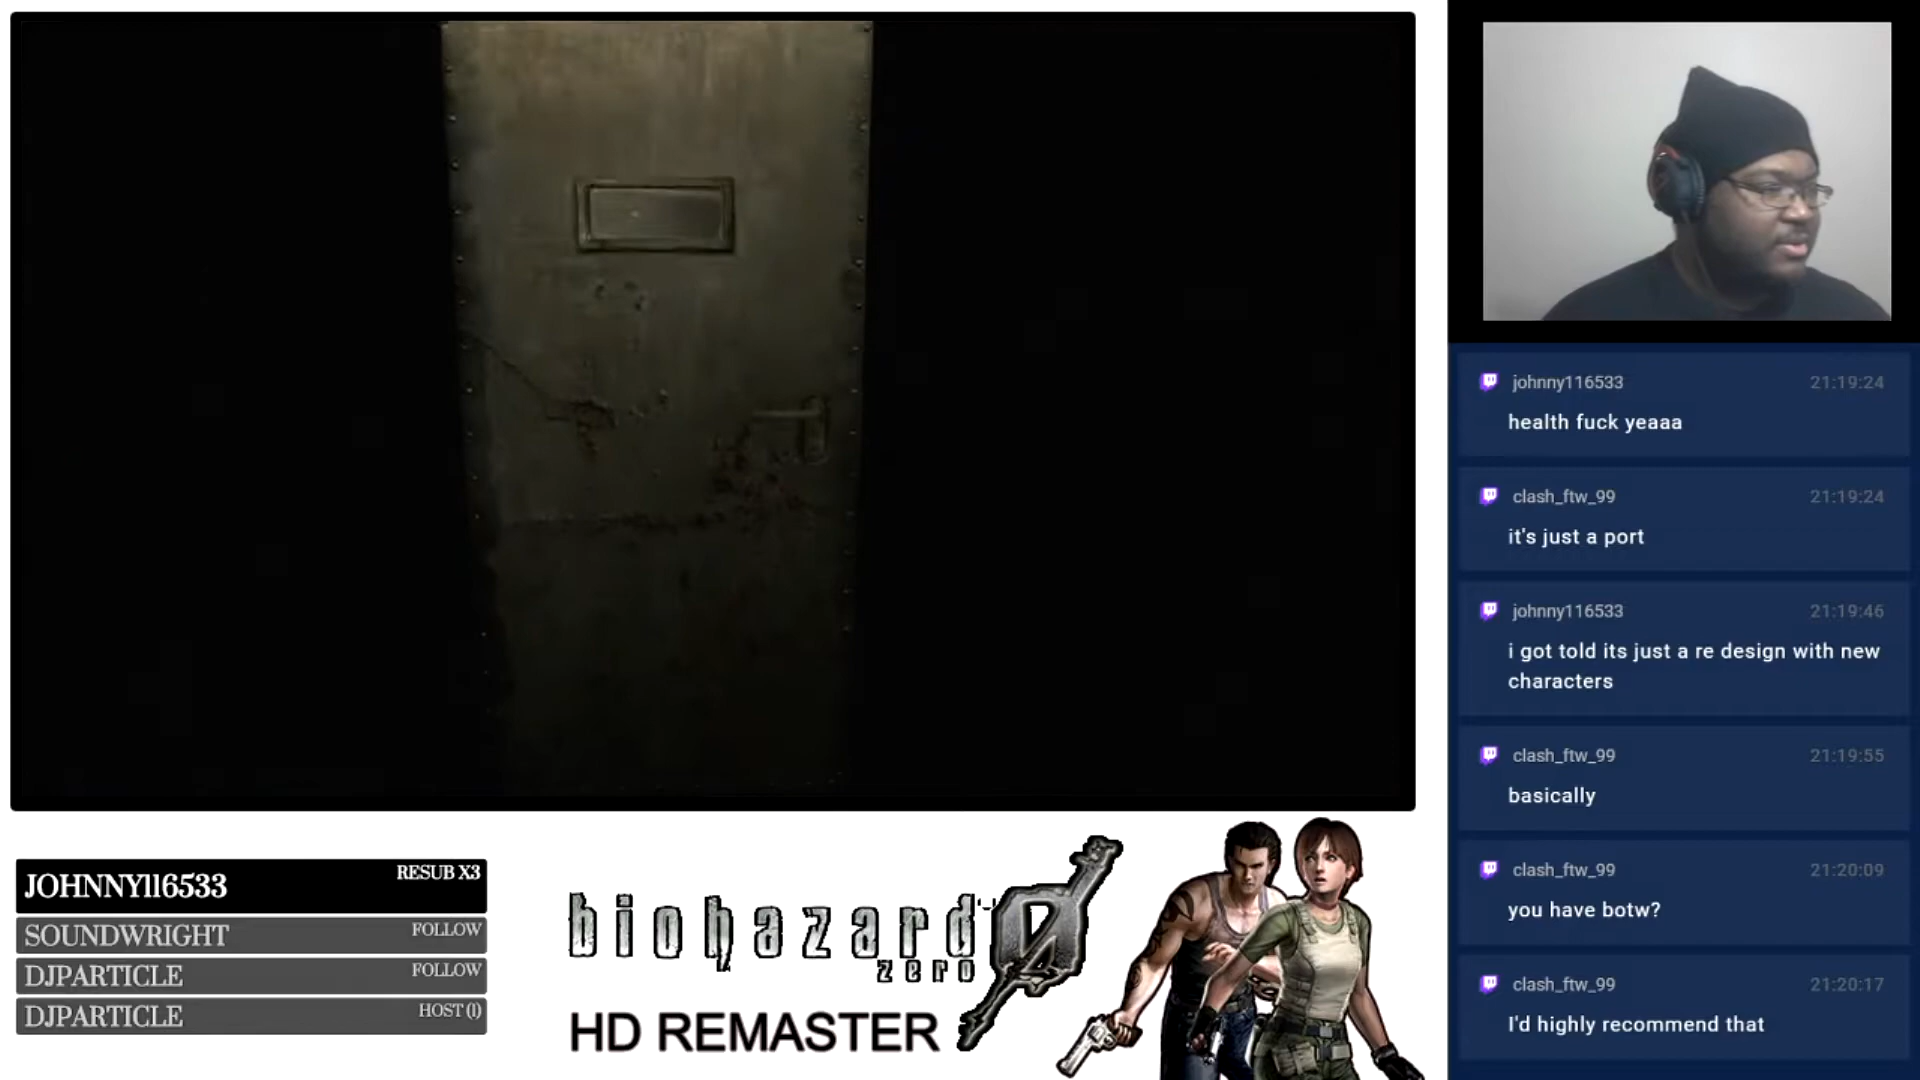 johnny116533 21:19:24
health fuck yeaaa
clash_ftw_99 21:19:24
it's just a port
johnny116533 21:19:46
i got told its just a re design with new
characters
clash_ftw_99 21:19:55
basically
clash_ftw_99 21:20:09
you have botw?
clash_ftw_99 21:20:17
I'd highly recommend that
JOHNNY116533 RESUB X3
SOUNDWRIGHT FOLLOW
DJPARTICLE FOLLOW
DJPARTICLE HOST (1)
biohazard 0
zero
HD REMASTER